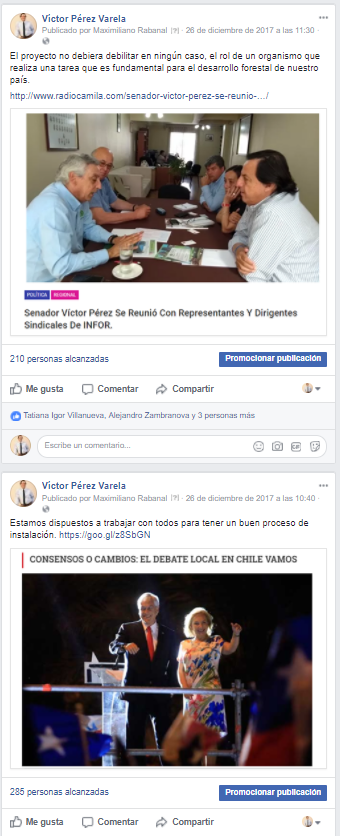 Víctor Pérez Varela
Publicado por Maximiliano Rabanal [?] · 26 de diciembre de 2017 a las 11:30 ·
El proyecto no debiera debilitar en ningún caso, el rol de un organismo que
realiza una tarea que es fundamental para el desarrollo forestal de nuestro
país.
http://www.radiocamila.com/senador-victor-perez-se-reunio-.../
POLÍTICA REGIONAL
Senador Víctor Pérez Se Reunió Con Representantes Y Dirigentes
Sindicales De INFOR.
210 personas alcanzadas
Promocionar publicación
Me gusta Comentar Compartir
Tatiana Igor Villanueva, Alejandro Zambranova y 3 personas más
Escribe un comentario...
GIF
Víctor Pérez Varela
Publicado por Maximiliano Rabanal [?] · 26 de diciembre de 2017 a las 10:40 ·
Estamos dispuestos a trabajar con todos para tener un buen proceso de
instalación. https://goo.gl/z8SbGN
CONSENSOS O CAMBIOS: EL DEBATE LOCAL EN CHILE VAMOS
285 personas alcanzadas
Promocionar publicación
Me gusta Comentar Compartir